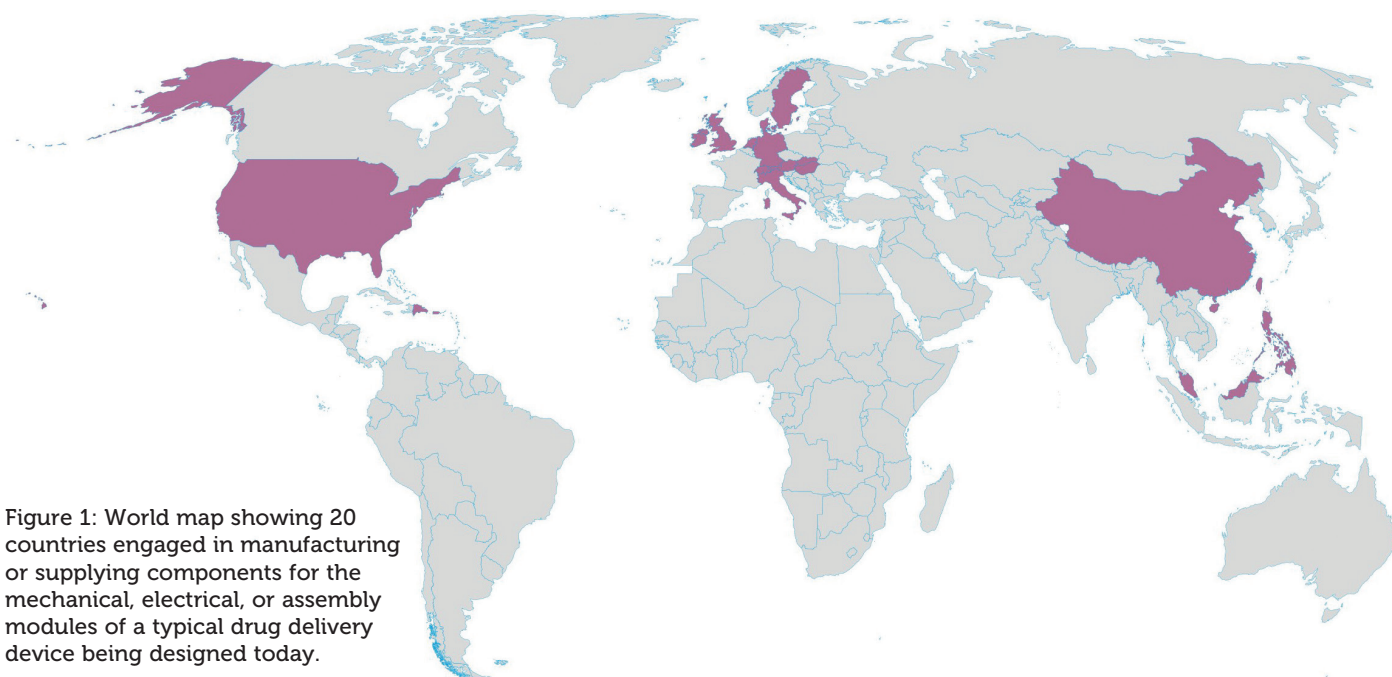 Figure 1: World map showing 20
countries engaged in manufacturing
or supplying components for the
mechanical, electrical, or assembly
modules of a typical drug delivery
device being designed today.